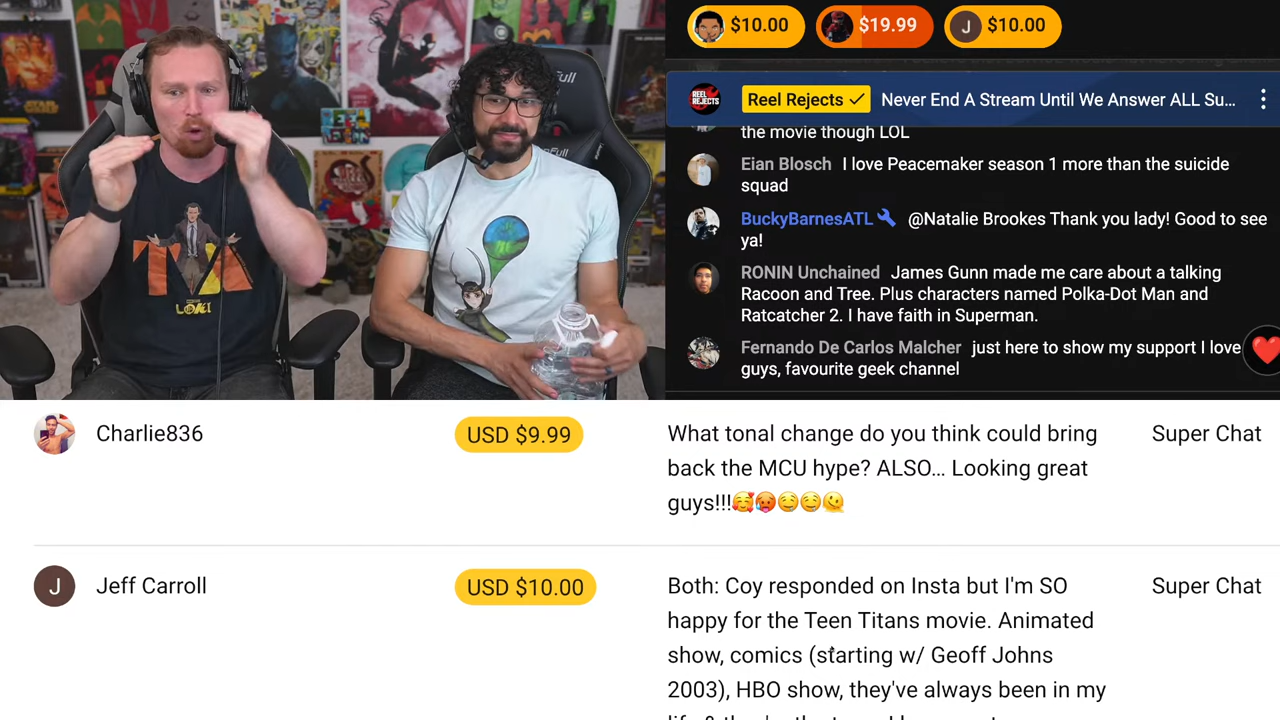 $10.00
$19.99
J
$10.00
REEL REJECTS
Reel Rejects
Never End A Stream Until We Answer ALL Su...
the movie though LOL
Eian Blosch I love Peacemaker season 1 more than the suicide
squad
BuckyBarnesATL @Natalie Brookes Thank you lady! Good to see
ya!
RONIN Unchained James Gunn made me care about a talking
Racoon and Tree. Plus characters named Polka-Dot Man and
Ratcatcher 2. I have faith in Superman.
Fernando De Carlos Malcher just here to show my support I love
guys, favourite geek channel
TVA
LOKI
Charlie836
USD $9.99
What tonal change do you think could bring
back the MCU hype? ALSO... Looking great
guys!!!🥰🥵🤤🤤🫠
Super Chat
J
Jeff Carroll
USD $10.00
Both: Coy responded on Insta but I'm SO
happy for the Teen Titans movie. Animated
show, comics (starting w/ Geoff Johns
2003), HBO show, they've always been in my
Super Chat